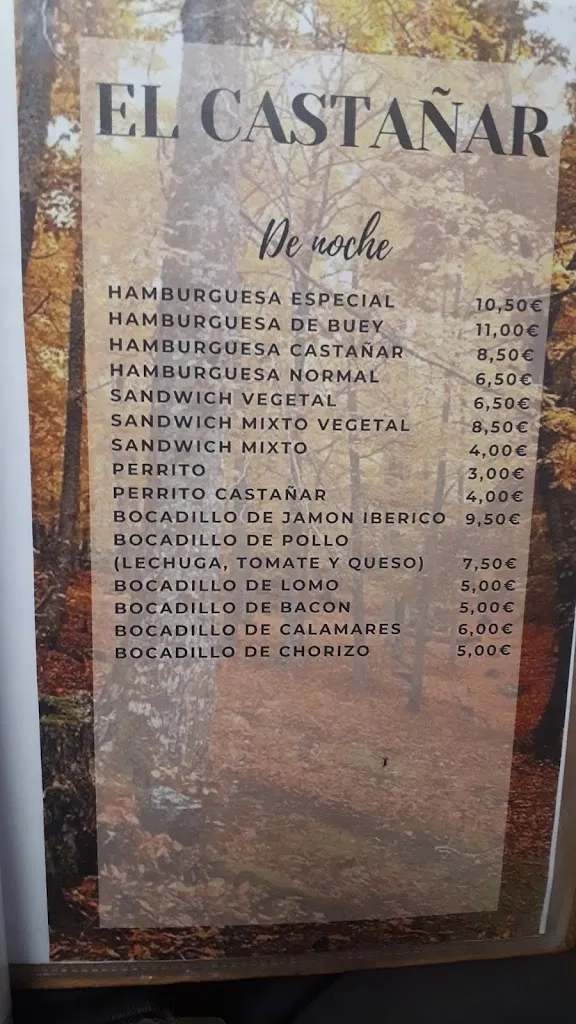 EL CASTAÑAR
De noche
HAMBURGUESA ESPECIAL 10,50€
HAMBURGUESA DE BUEY 11,00€
HAMBURGUESA CASTAÑAR 8,50€
HAMBURGUESA NORMAL 6,50€
SANDWICH VEGETAL 6,50€
SANDWICH MIXTO VEGETAL 8,50€
SANDWICH MIXTO 4,00€
PERRITO 3,00€
PERRITO CASTAÑAR 4,00€
BOCADILLO DE JAMON IBERICO 9,50€
BOCADILLO DE POLLO
(LECHUGA, TOMATE Y QUESO) 7,50€
BOCADILLO DE LOMO 5,00€
BOCADILLO DE BACON 5,00€
BOCADILLO DE CALAMARES 6,00€
BOCADILLO DE CHORIZO 5,00€